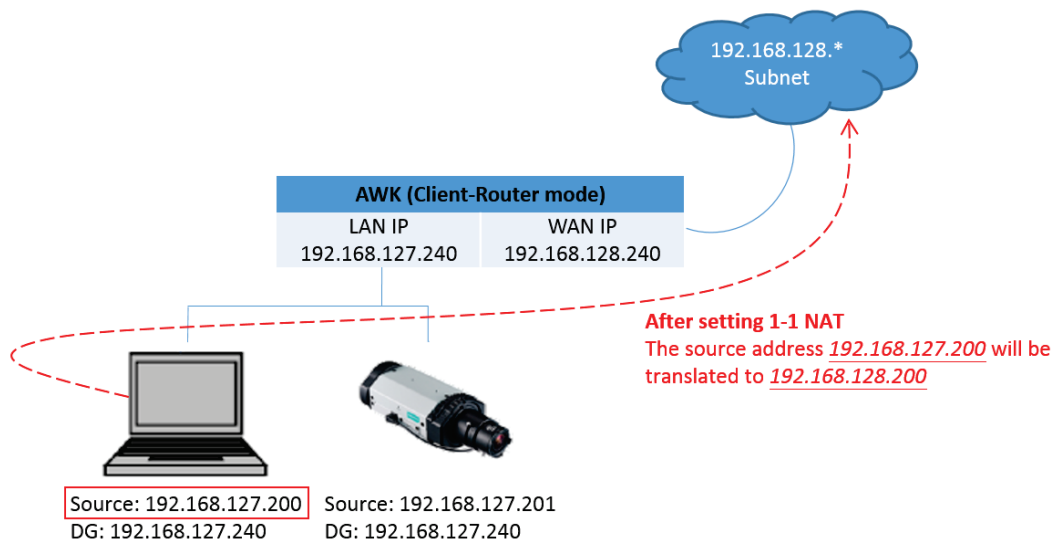 192.168.128.*
Subnet
AWK (Client-Router mode)
LAN IP
192.168.127.240
WAN IP
192.168.128.240
After setting 1-1 NAT
The source address 192.168.127.200 will be
translated to 192.168.128.200
Source: 192.168.127.200
DG: 192.168.127.240
Source: 192.168.127.201
DG: 192.168.127.240